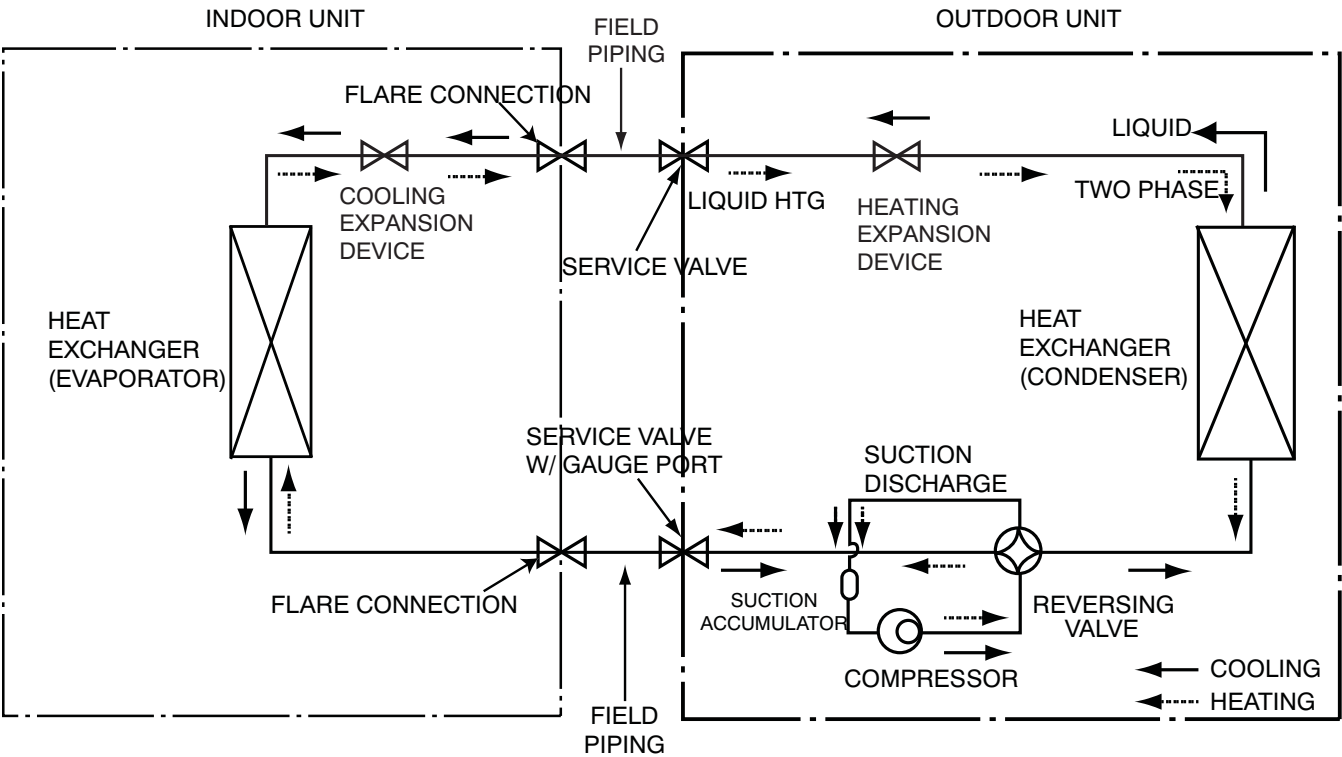 INDOOR UNIT
OUTDOOR UNIT
FIELD
PIPING
FLARE CONNECTION
LIQUID
TWO PHASE
COOLING
EXPANSION
DEVICE
LIQUID HTG
HEATING
EXPANSION
DEVICE
SERVICE VALVE
HEAT
EXCHANGER
(EVAPORATOR)
HEAT
EXCHANGER
(CONDENSER)
SERVICE VALVE
W/ GAUGE PORT
SUCTION
DISCHARGE
FLARE CONNECTION
SUCTION
ACCUMULATOR
REVERSING
VALVE
COMPRESSOR
COOLING
HEATING
FIELD
PIPING